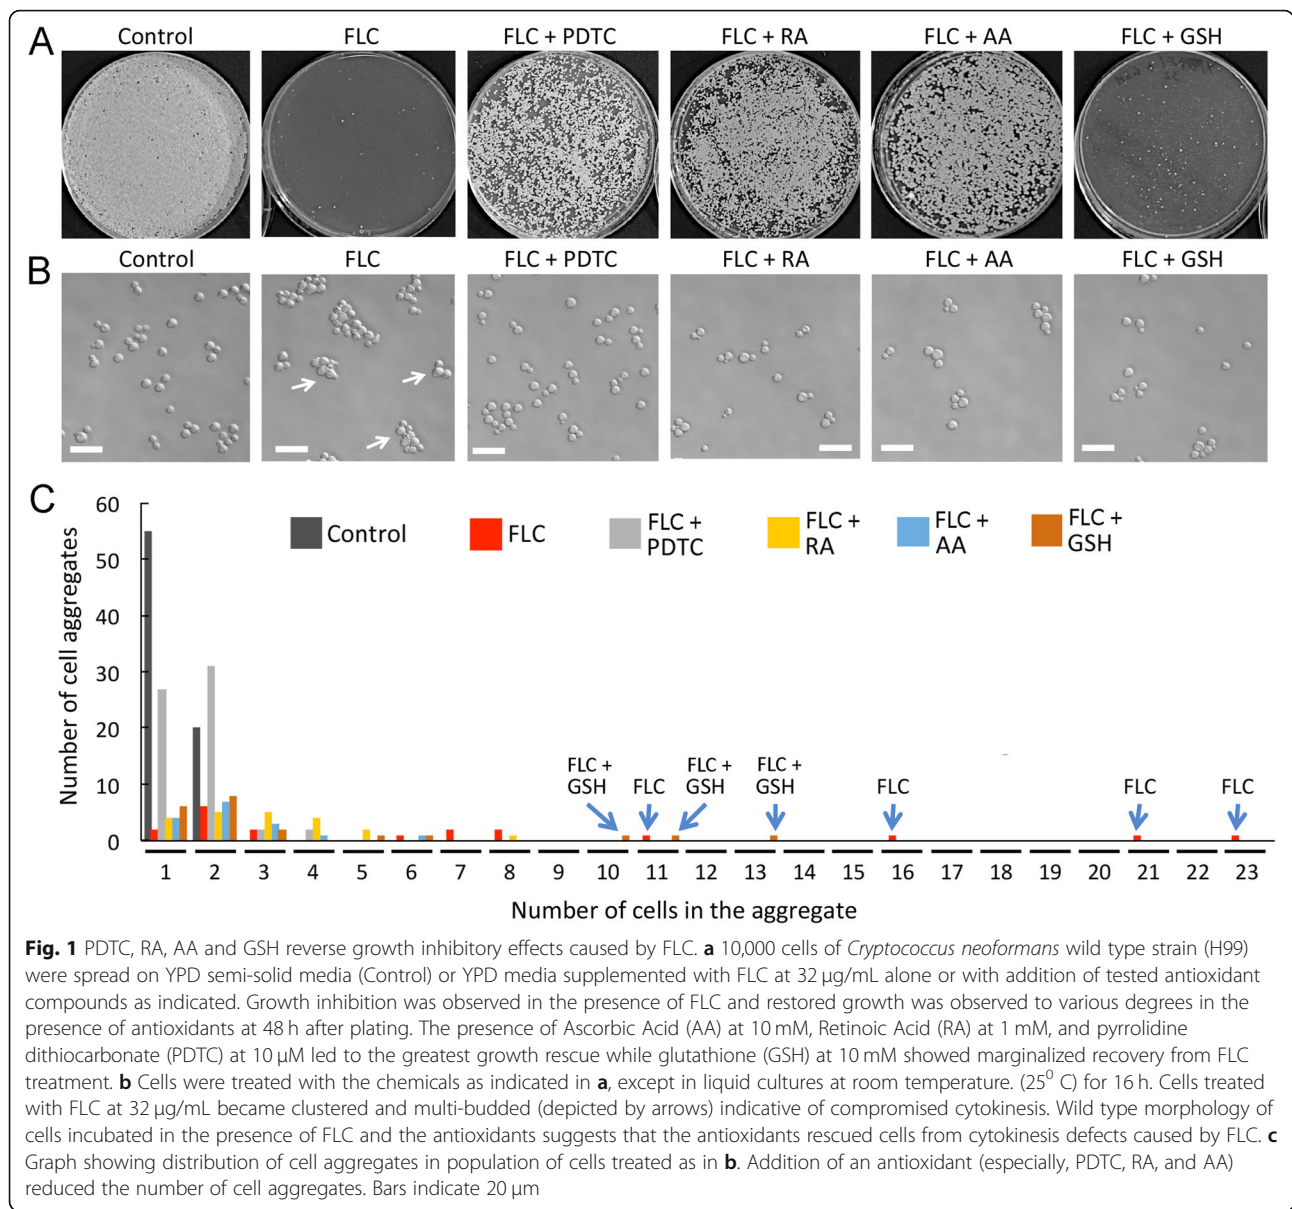 A
Control
FLC
FLC + PDTC
FLC + RA
FLC + AA
FLC + GSH
B
Control
FLC
FLC + PDTC
FLC + RA
FLC + AA
FLC + GSH
C
60
50
40
30
20
10
0
Number of cell aggregates
Control
FLC
FLC +
PDTC
FLC +
RA
FLC +
AA
FLC +
GSH
FLC +
GSH
FLC
FLC +
GSH
FLC +
GSH
FLC
FLC
FLC
1 2 3 4 5 6 7 8 9 10 11 12 13 14 15 16 17 18 19 20 21 22 23
Number of cells in the aggregate
Fig. 1 PDTC, RA, AA and GSH reverse growth inhibitory effects caused by FLC. a 10,000 cells of Cryptococcus neoformans wild type strain (H99)
were spread on YPD semi-solid media (Control) or YPD media supplemented with FLC at 32 μg/mL alone or with addition of tested antioxidant
compounds as indicated. Growth inhibition was observed in the presence of FLC and restored growth was observed to various degrees in the
presence of antioxidants at 48 h after plating. The presence of Ascorbic Acid (AA) at 10 mM, Retinoic Acid (RA) at 1 mM, and pyrrolidine
dithiocarbonate (PDTC) at 10 μM led to the greatest growth rescue while glutathione (GSH) at 10 mM showed marginalized recovery from FLC
treatment. b Cells were treated with the chemicals as indicated in a, except in liquid cultures at room temperature. (25⁰ C) for 16 h. Cells treated
with FLC at 32 μg/mL became clustered and multi-budded (depicted by arrows) indicative of compromised cytokinesis. Wild type morphology of
cells incubated in the presence of FLC and the antioxidants suggests that the antioxidants rescued cells from cytokinesis defects caused by FLC. c
Graph showing distribution of cell aggregates in population of cells treated as in b. Addition of an antioxidant (especially, PDTC, RA, and AA)
reduced the number of cell aggregates. Bars indicate 20 μm